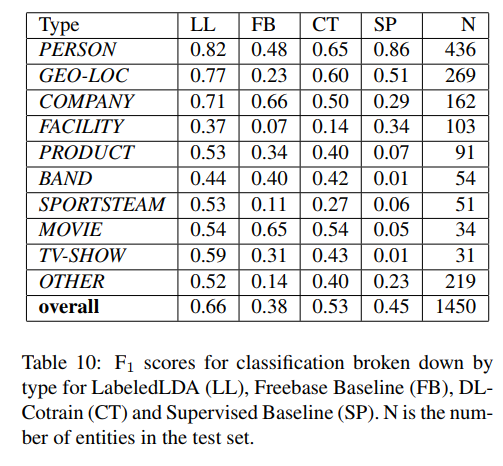 Type LL FB CT SP N
PERSON 0.82 0.48 0.65 0.86 436
GEO-LOC 0.77 0.23 0.60 0.51 269
COMPANY 0.71 0.66 0.50 0.29 162
FACILITY 0.37 0.07 0.14 0.34 103
PRODUCT 0.53 0.34 0.40 0.07 91
BAND 0.44 0.40 0.42 0.01 54
SPORTSTEAM 0.53 0.11 0.27 0.06 51
MOVIE 0.54 0.65 0.54 0.05 34
TV-SHOW 0.59 0.31 0.43 0.01 31
OTHER 0.52 0.14 0.40 0.23 219
overall 0.66 0.38 0.53 0.45 1450
Table 10: F₁ scores for classification broken down by
type for LabeledLDA (LL), Freebase Baseline (FB), DL-
Cotrain (CT) and Supervised Baseline (SP). N is the num-
ber of entities in the test set.